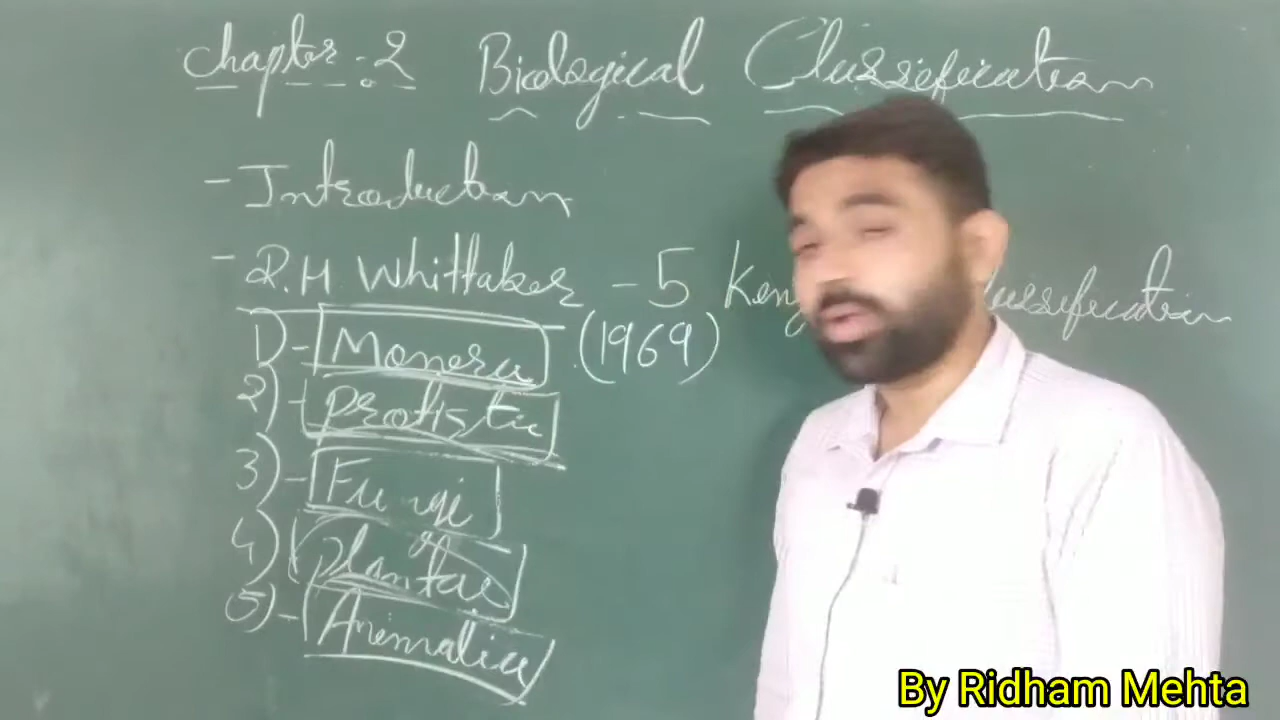 Chapter:-2 Biological Classification
- Introduction
- R.H Whittaker - 5 Classification
(1969)
1) - Monera
2) - Protista
3) - Fungi
4) Plantae
5) - Animalia
By Ridham Mehta